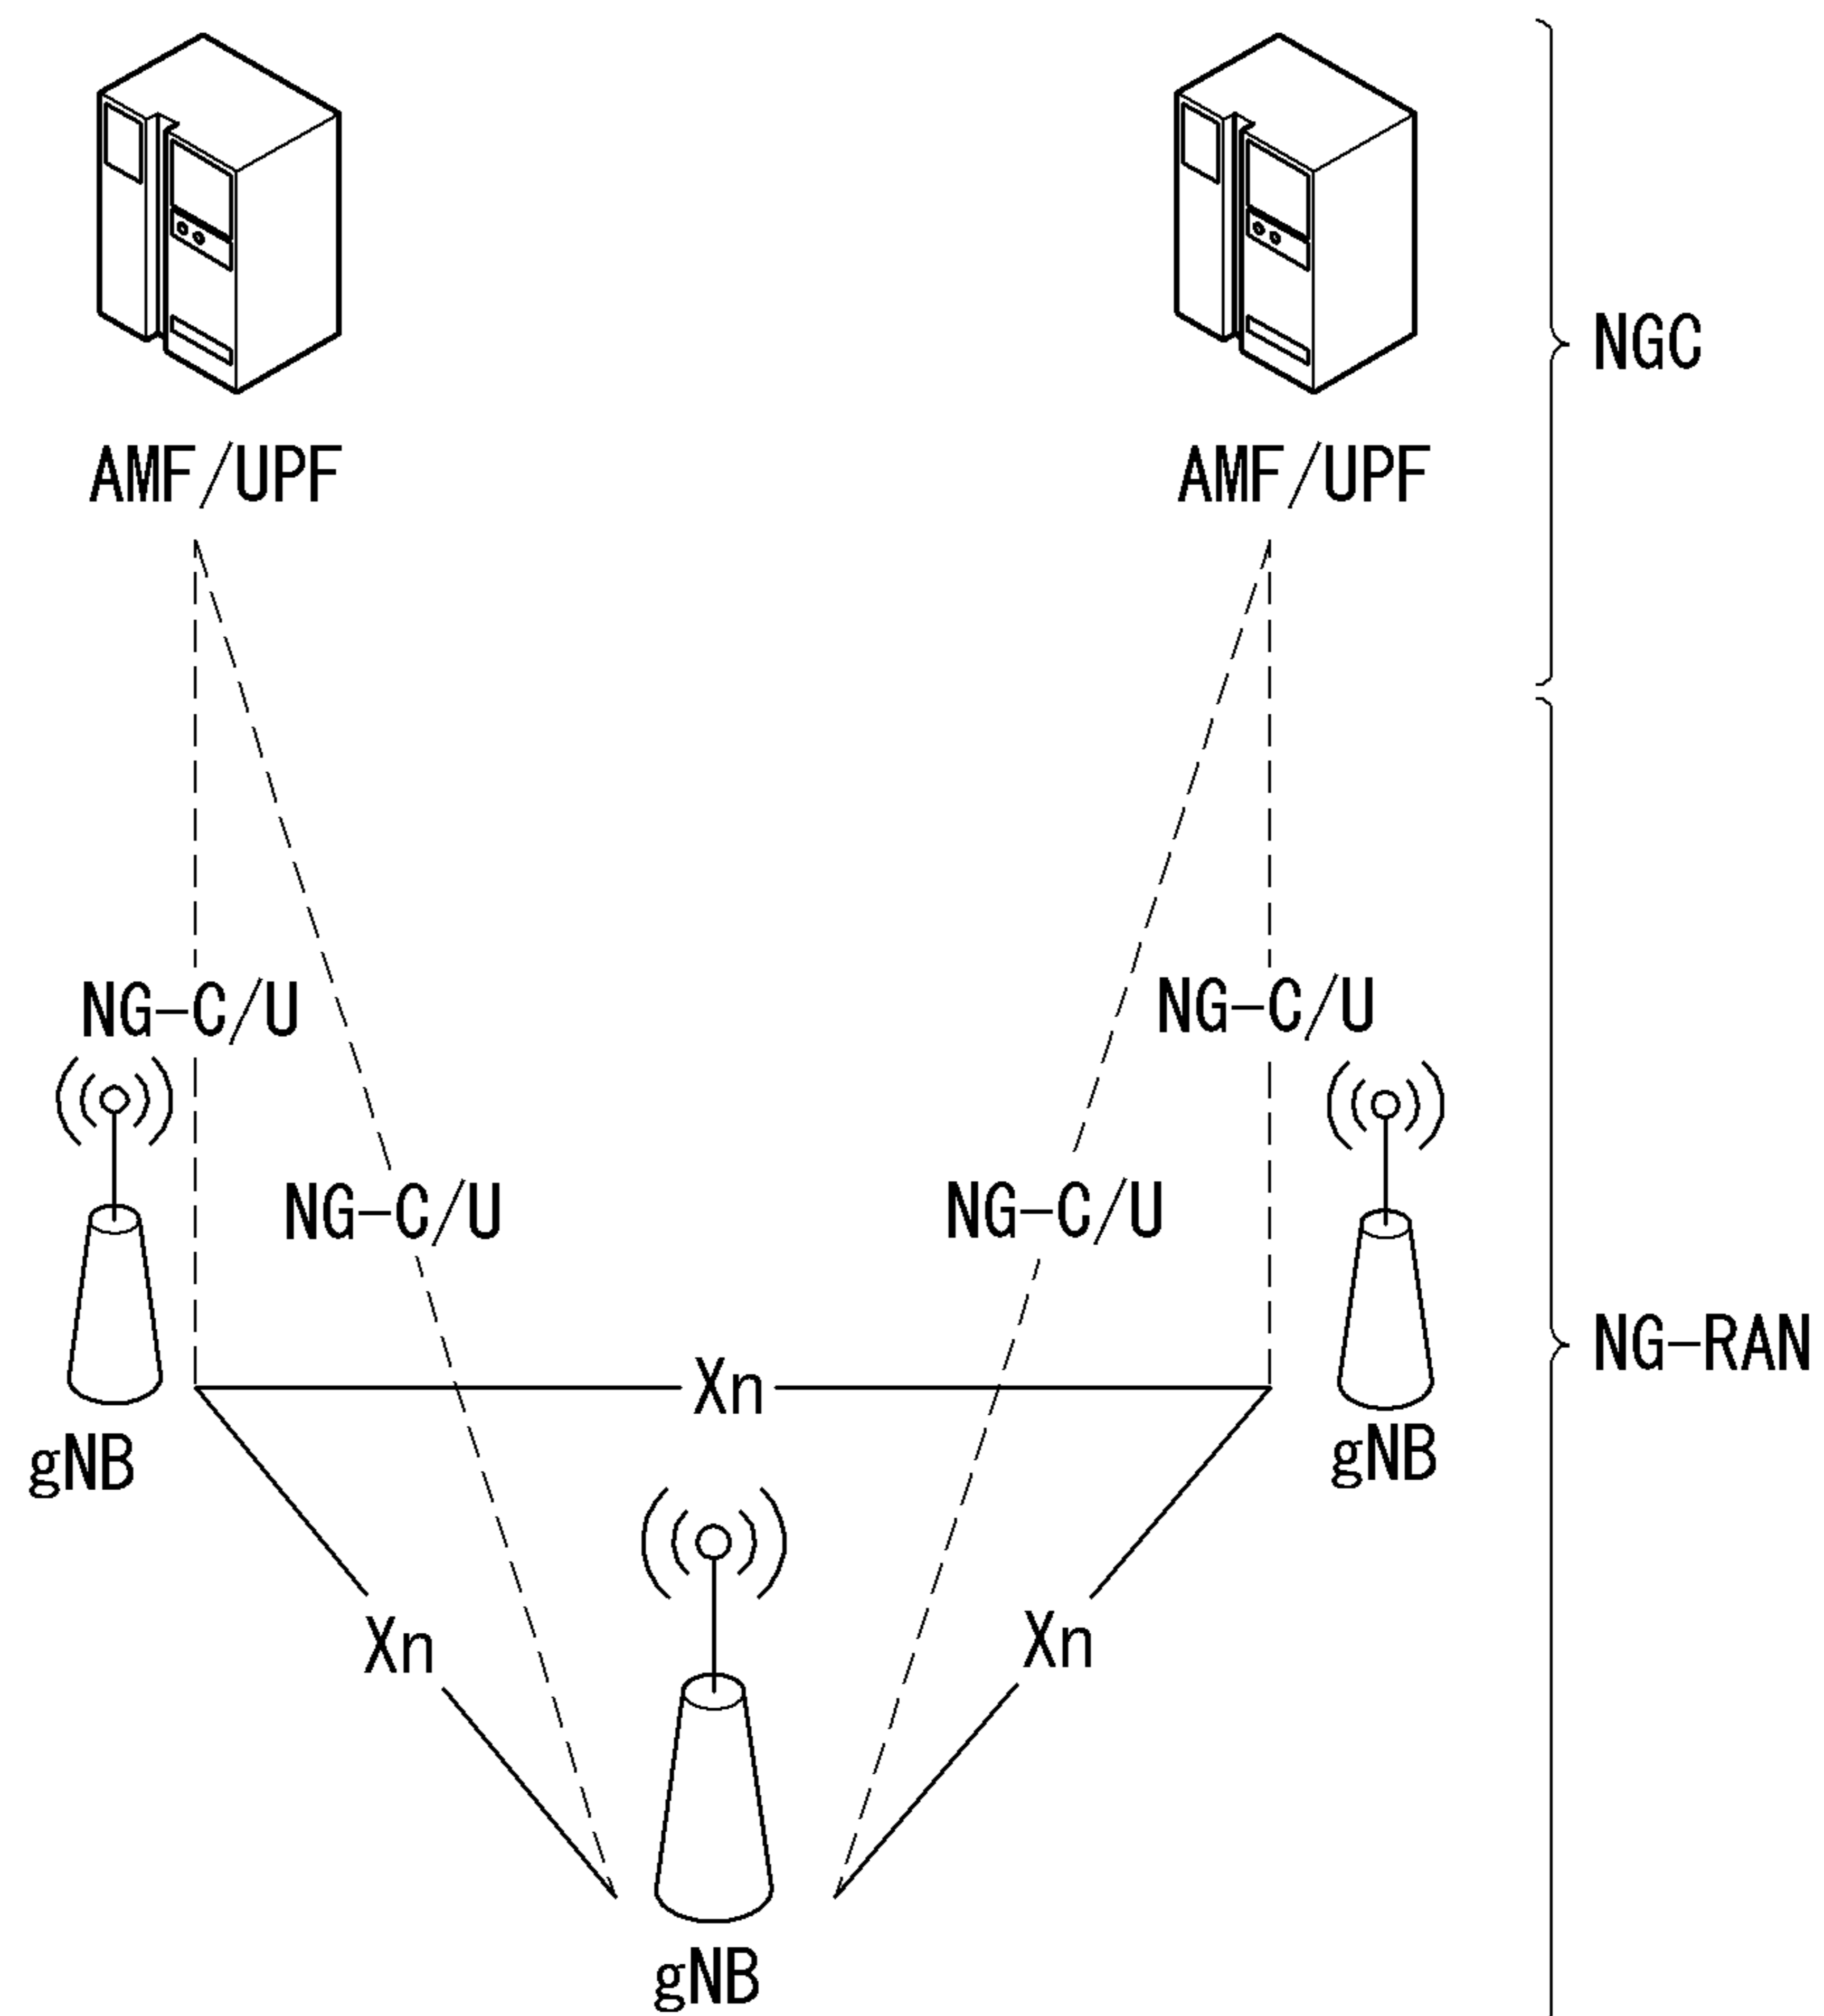 NGC
AMF/UPF
AMF/UPF
NG-C/U
NG-C/U
NG-C/U
NG-C/U
NG-RAN
Xn
gNB
gNB
Xn
Xn
gNB